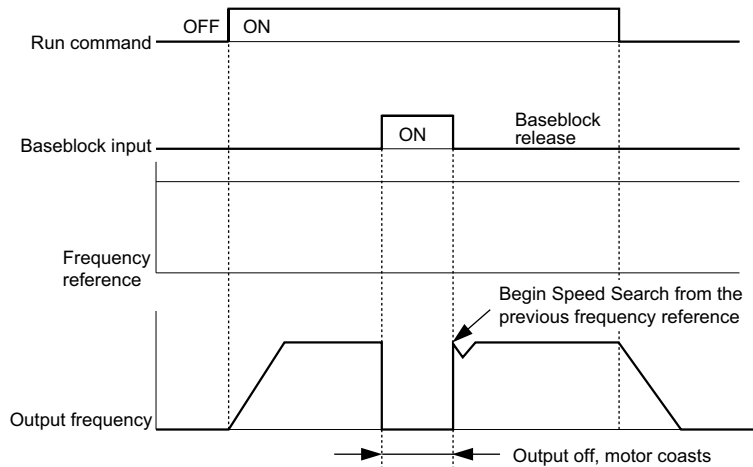 OFF ON
Run command
Baseblock
ON
release
Baseblock input
Frequency
reference
Begin Speed Search from the
previous frequency reference
Output frequency
Output off, motor coasts